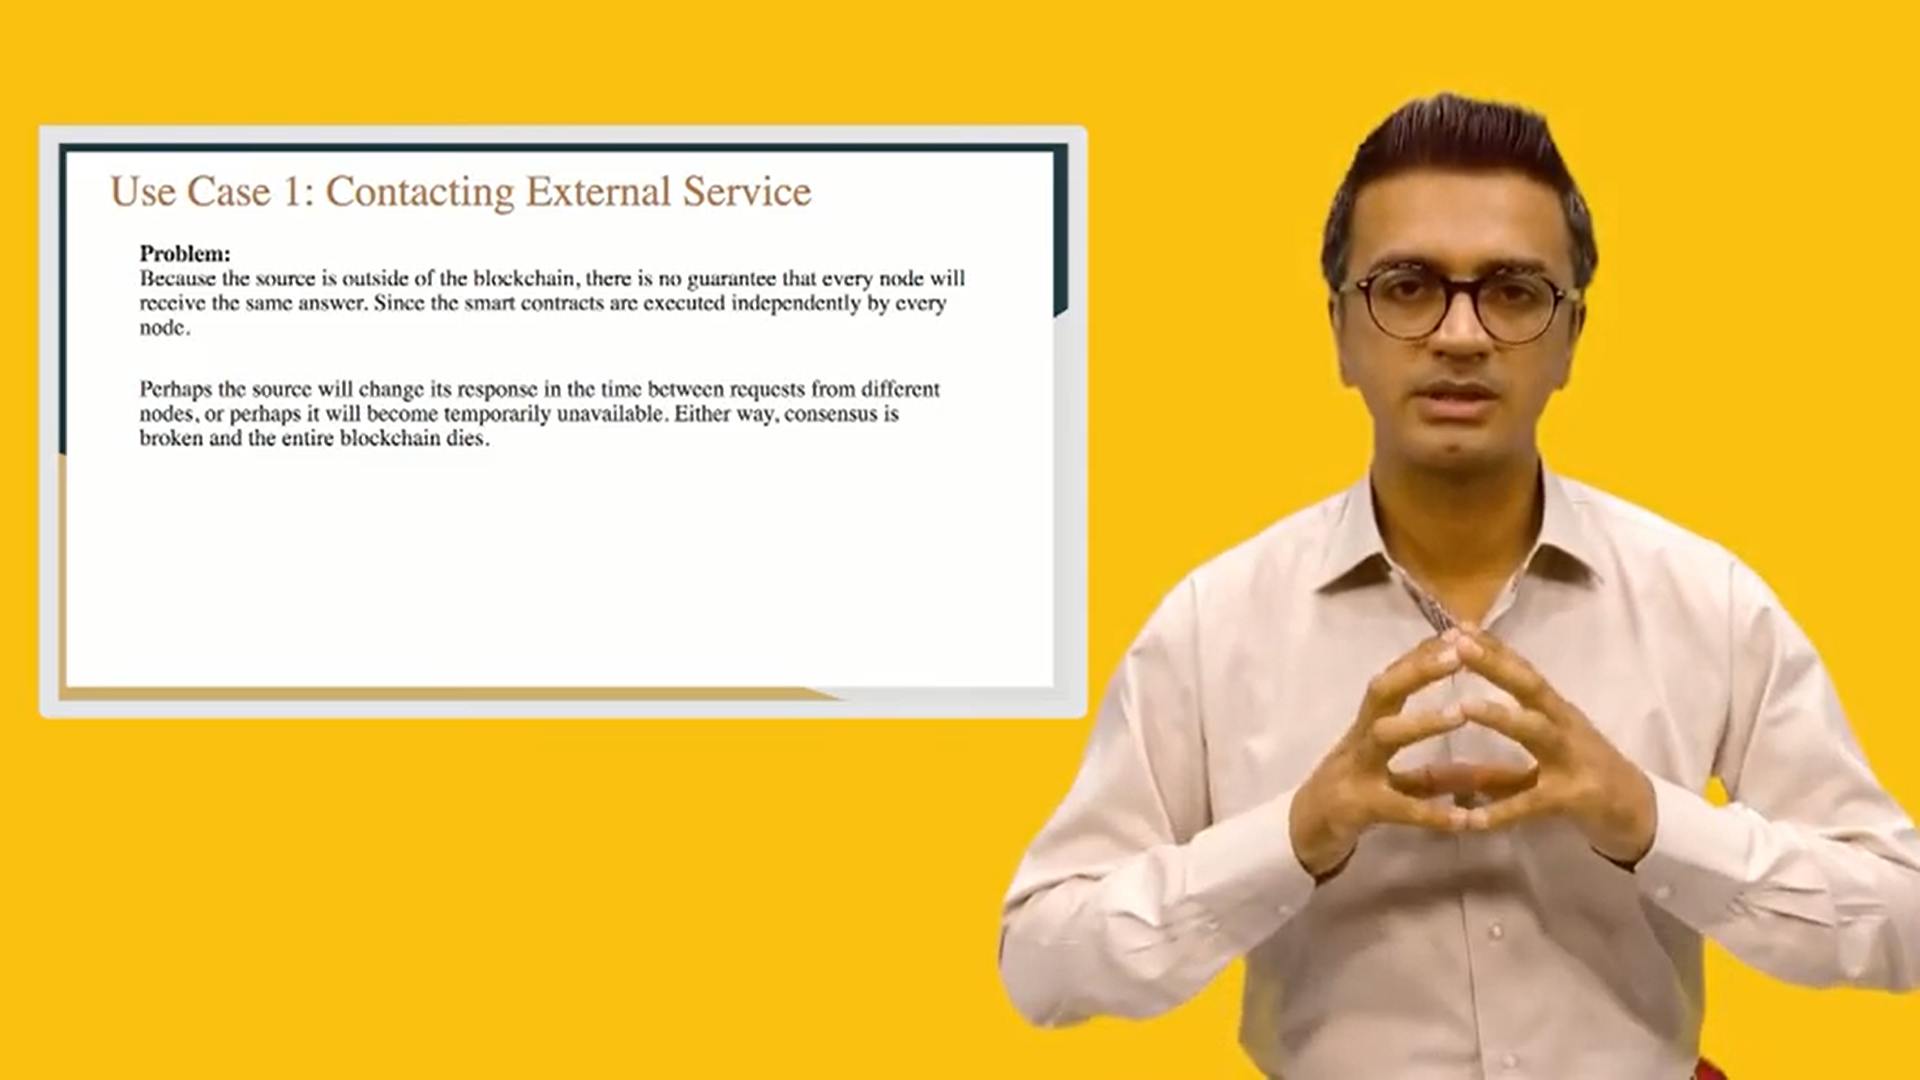 Use Case 1: Contacting External Service
Problem:
Because the source is outside of the blockchain, there is no guarantee that every node will
receive the same answer. Since the smart contracts are executed independently by every
node.
Perhaps the source will change its response in the time between requests from different
nodes, or perhaps it will become temporarily unavailable. Either way, consensus is
broken and the entire blockchain dies.